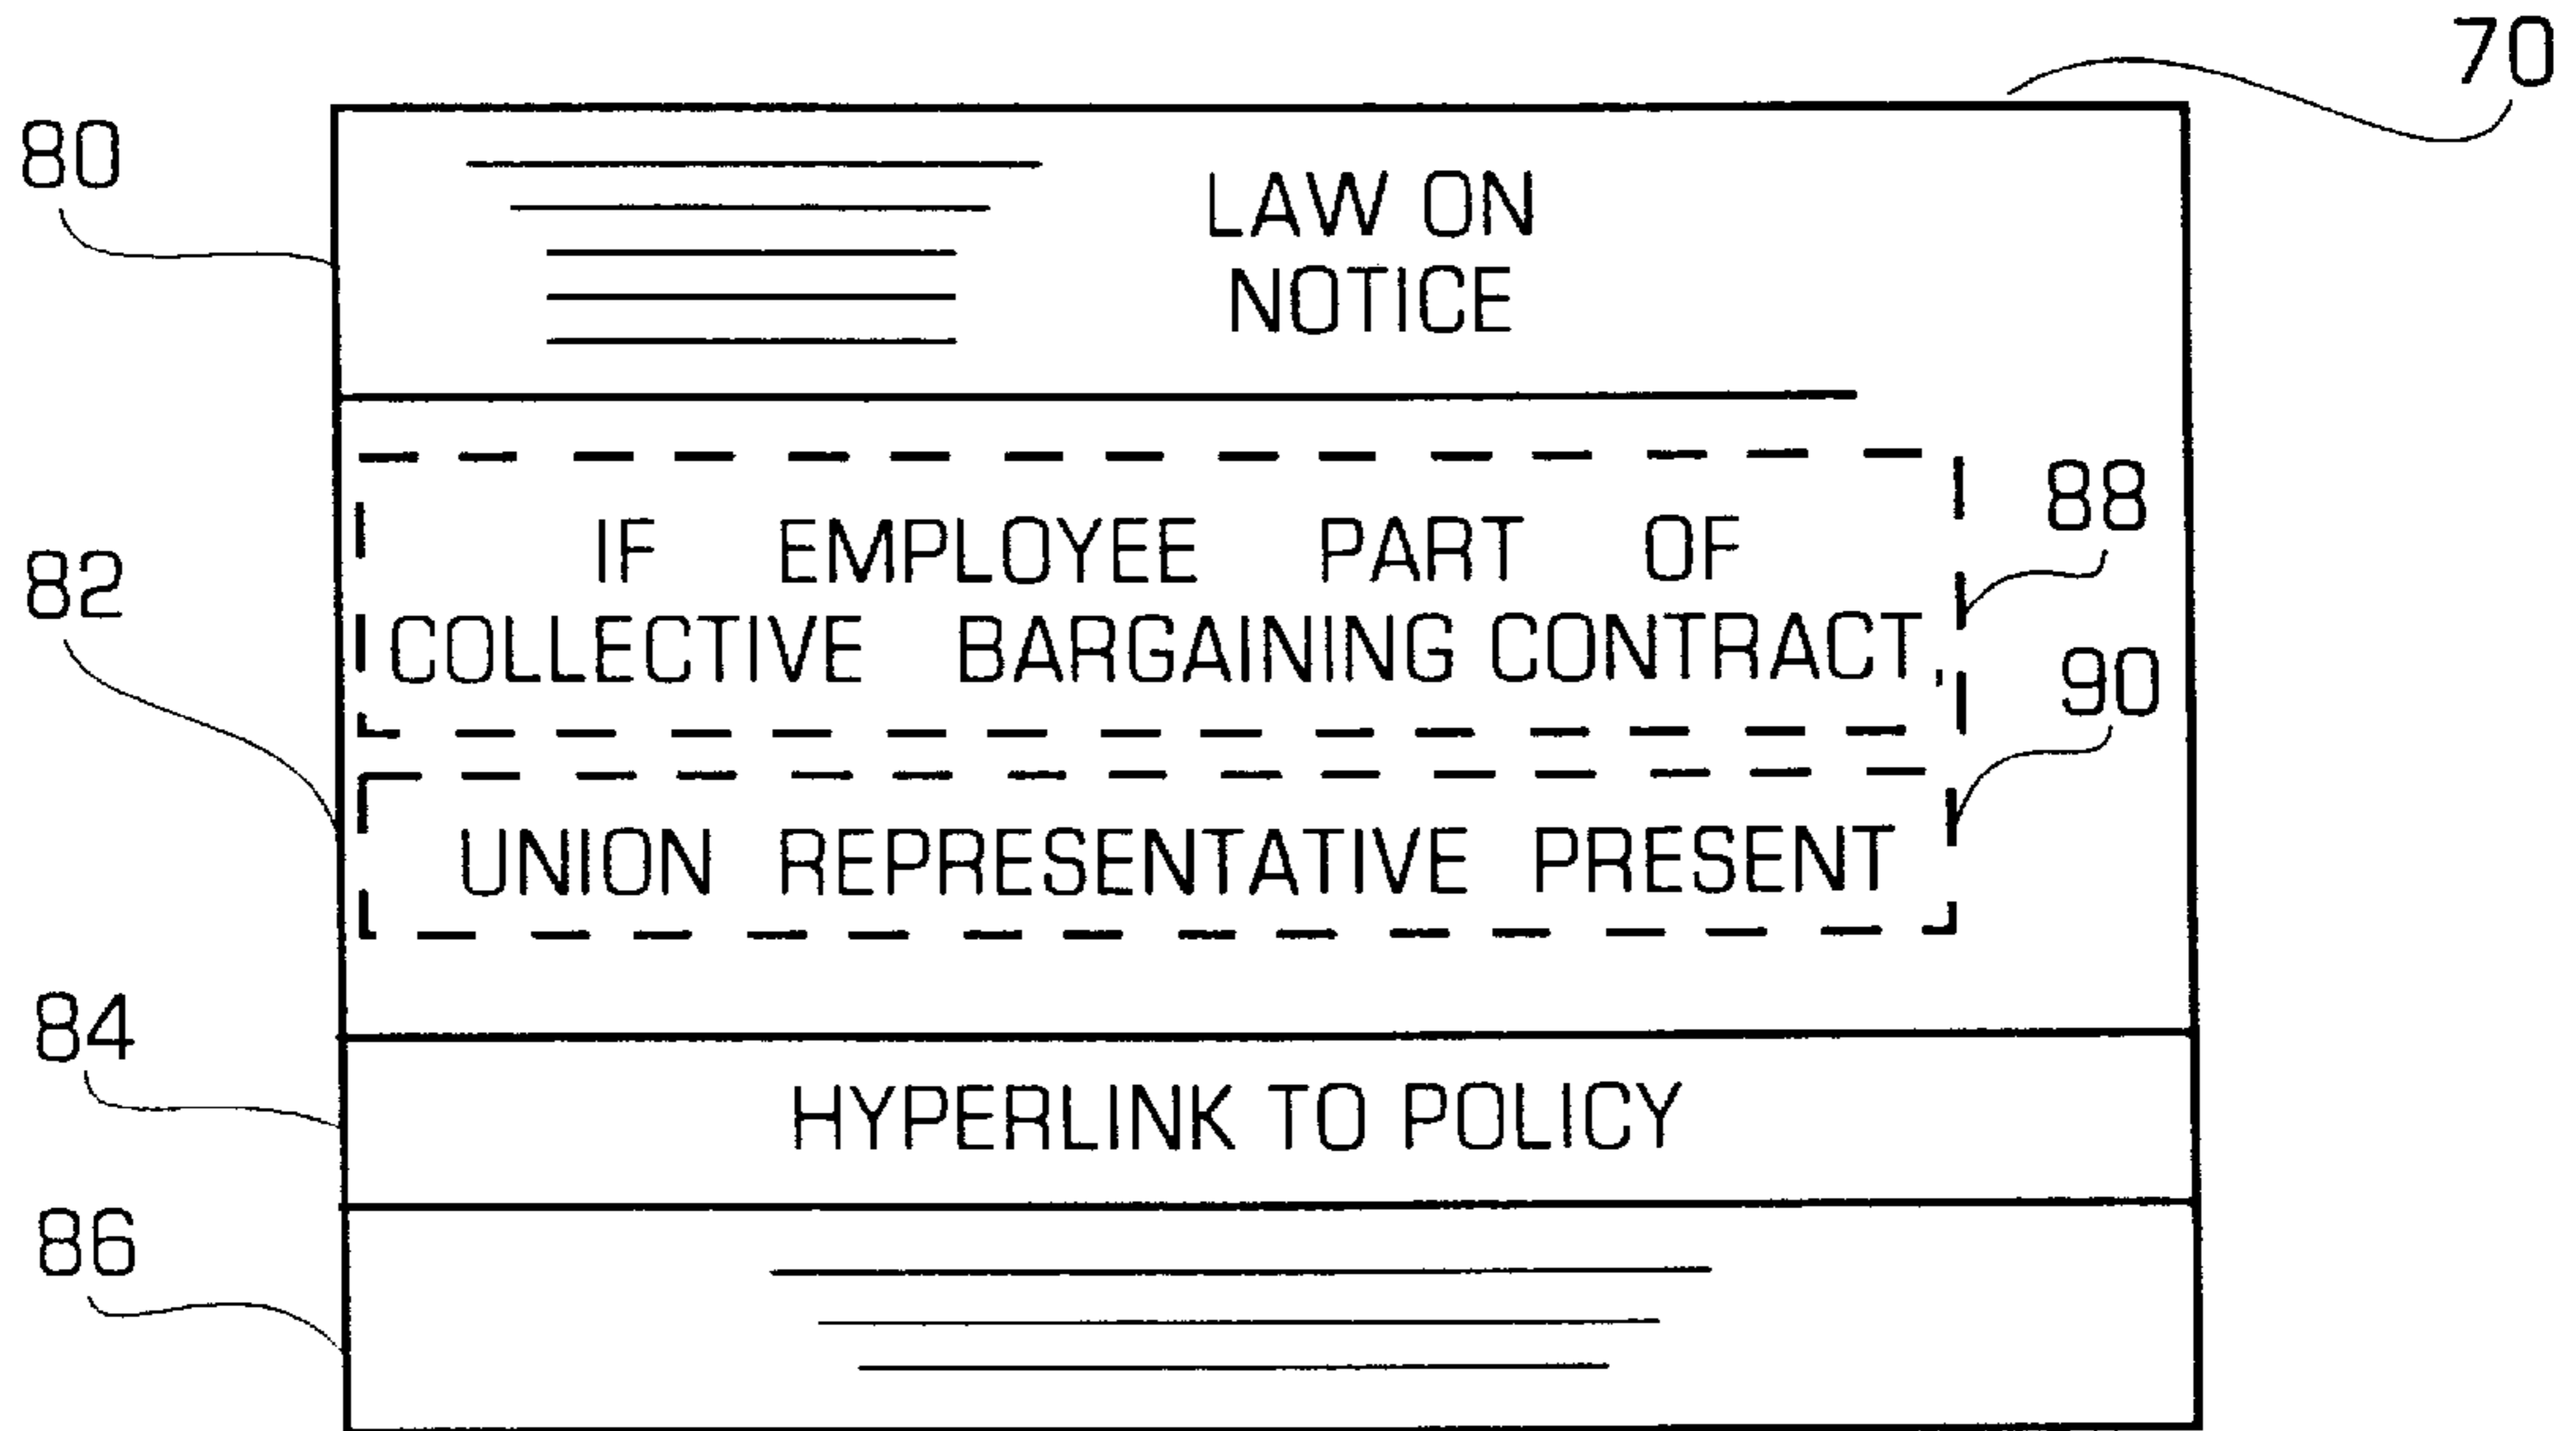 70
80
LAW ON
NOTICE
88
IF EMPLOYEE PART OF
82
COLLECTIVE BARGAINING CONTRACT
90
UNION REPRESENTATIVE PRESENT
84
HYPERLINK TO POLICY
86